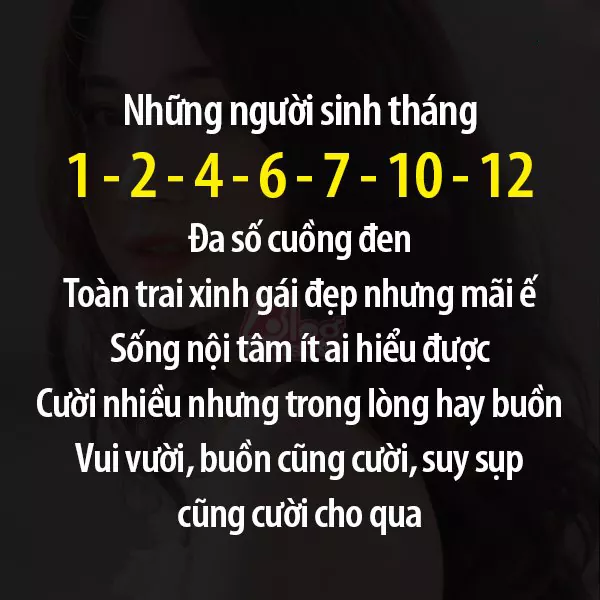 Những người sinh tháng
1 - 2 - 4 - 6 - 7 - 10 - 12
Đa số cuồng đen
Toàn trai xinh gái đẹp nhưng mãi ế
Sống nội tâm ít ai hiểu được
Cười nhiều nhưng trong lòng hay buồn
Vui vười, buồn cũng cười, suy sụp
cũng cười cho qua